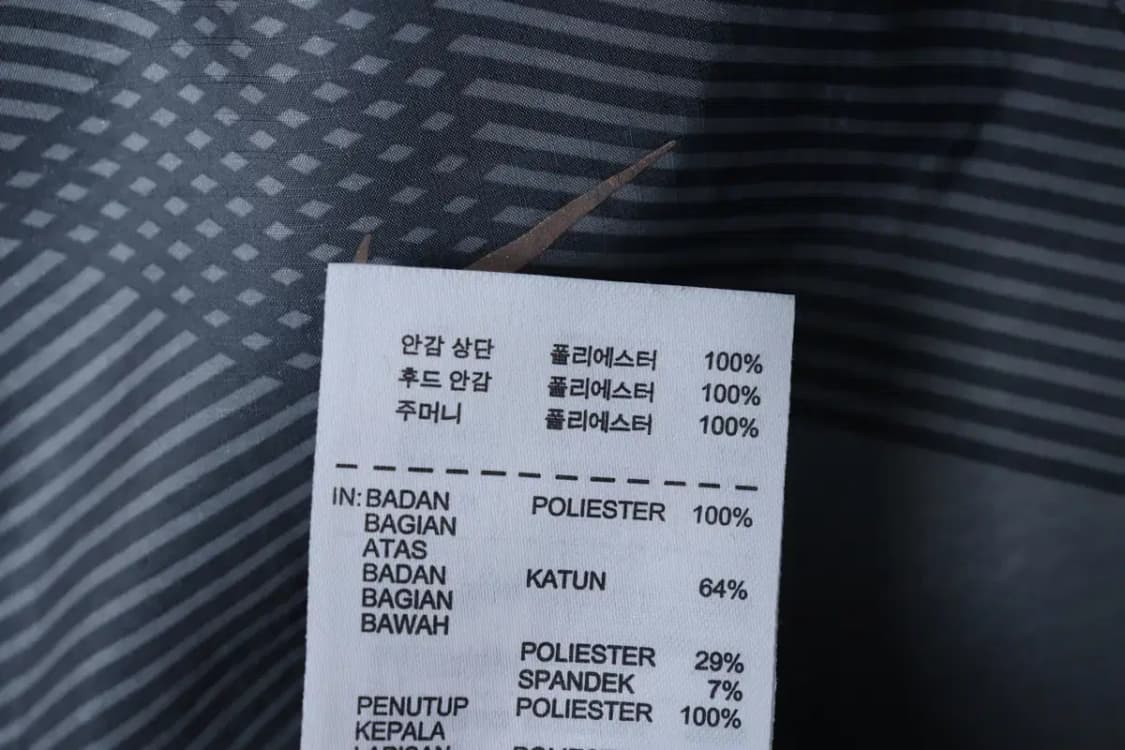 안감 상단 폴리에스터 100%
후드 안감 폴리에스터 100%
주머니 폴리에스터 100%
IN: BADAN POLIESTER 100%
BAGIAN
ATAS
BADAN KATUN 64%
BAGIAN
BAWAH
POLIESTER 29%
SPANDEK 7%
PENUTUP POLIESTER 100%
KEPALA